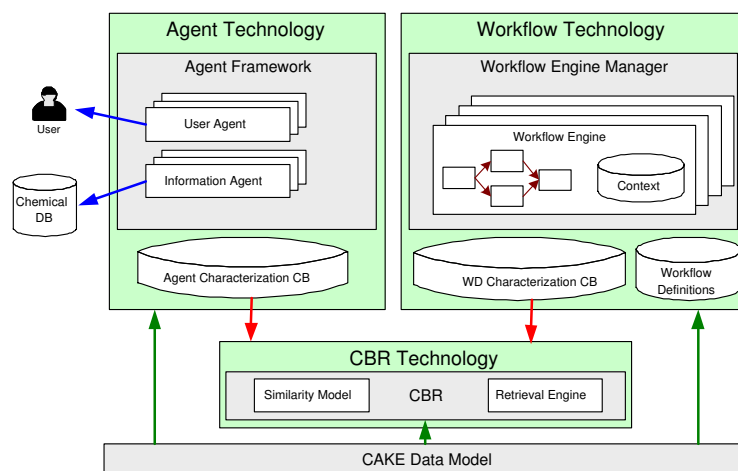 Agent Technology
Workflow Technology
Agent Framework
Workflow Engine Manager
User
User Agent
Workflow Engine
Information Agent
Chemical
DB
Context
Agent Characterization CB
WD Characterization CB
Workflow
Definitions
CBR Technology
Similarity Model
CBR
Retrieval Engine
CAKE Data Model